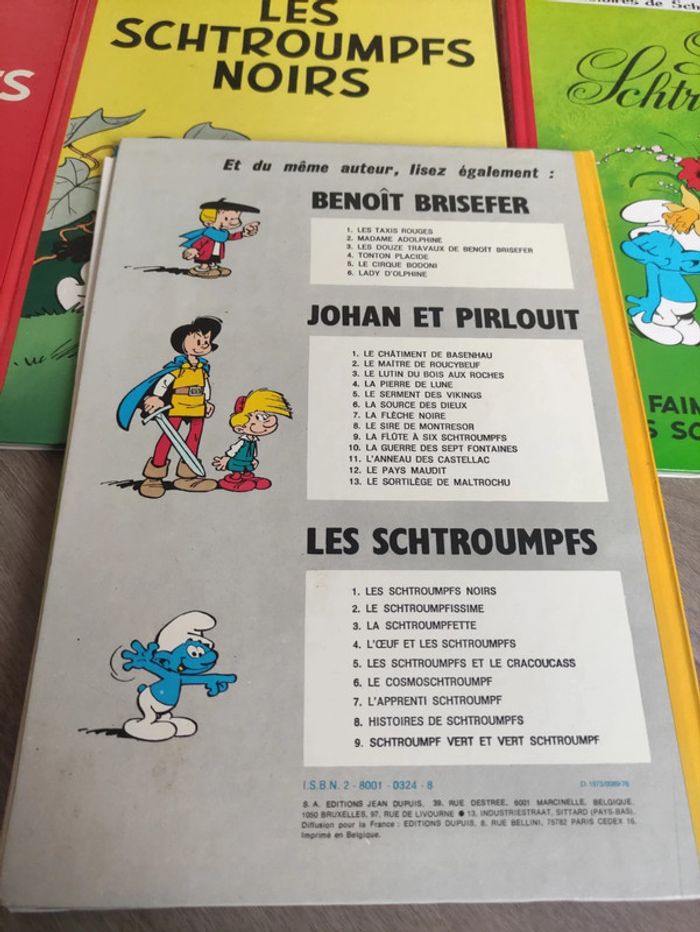 LES
SCHTROUMPFS
NOIRS
Et du même auteur, lisez également :
BENOÎT BRISEFER
1. LES TAXIS ROUGES
2. MADAME ADOLPHINE
3. LES DOUZE TRAVAUX DE BENOÎT BRISEFER
4. TONTON PLACIDE
5. LE CIRQUE BODONI
6. LADY D'OLPHINE
JOHAN ET PIRLOUIT
1. LE CHÂTIMENT DE BASENHAU
2. LE MAÎTRE DE ROUCYBEUF
3. LE LUTIN DU BOIS AUX ROCHES
4. LA PIERRE DE LUNE
5. LE SERMENT DES VIKINGS
6. LA SOURCE DES DIEUX
7. LA FLÈCHE NOIRE
8. LE SIRE DE MONTRESOR
9. LA FLÛTE À SIX SCHTROUMPFS
10. LA GUERRE DES SEPT FONTAINES
11. L'ANNEAU DES CASTELLAC
12. LE PAYS MAUDIT
13. LE SORTILÈGE DE MALTROCHU
LES SCHTROUMPFS
1. LES SCHTROUMPFS NOIRS
2. LE SCHTROUMPFISSIME
3. LA SCHTROUMPFETTE
4. L'ŒUF ET LES SCHTROUMPFS
5. LES SCHTROUMPFS ET LE CRACOUCASS
6. LE COSMOSCHTROUMPF
7. L'APPRENTI SCHTROUMPF
8. HISTOIRES DE SCHTROUMPFS
9. SCHTROUMPF VERT ET VERT SCHTROUMPF
I.S.B.N. 2 - 8001 - 0324 - 8
D. 1973/0089/76
S. A. EDITIONS JEAN DUPUIS, 39, RUE DESTREE, 6001 MARCINELLE, BELGIQUE.
1050 BRUXELLES, 97, RUE DE LIVOURNE ● 13, INDUSTRIESTRAAT, SITTARD (PAYS-BAS).
Diffusion pour la France : EDITIONS DUPUIS, 8, RUE BELLINI, 75782 PARIS CEDEX 16.
Imprimé en Belgique.
FAIM